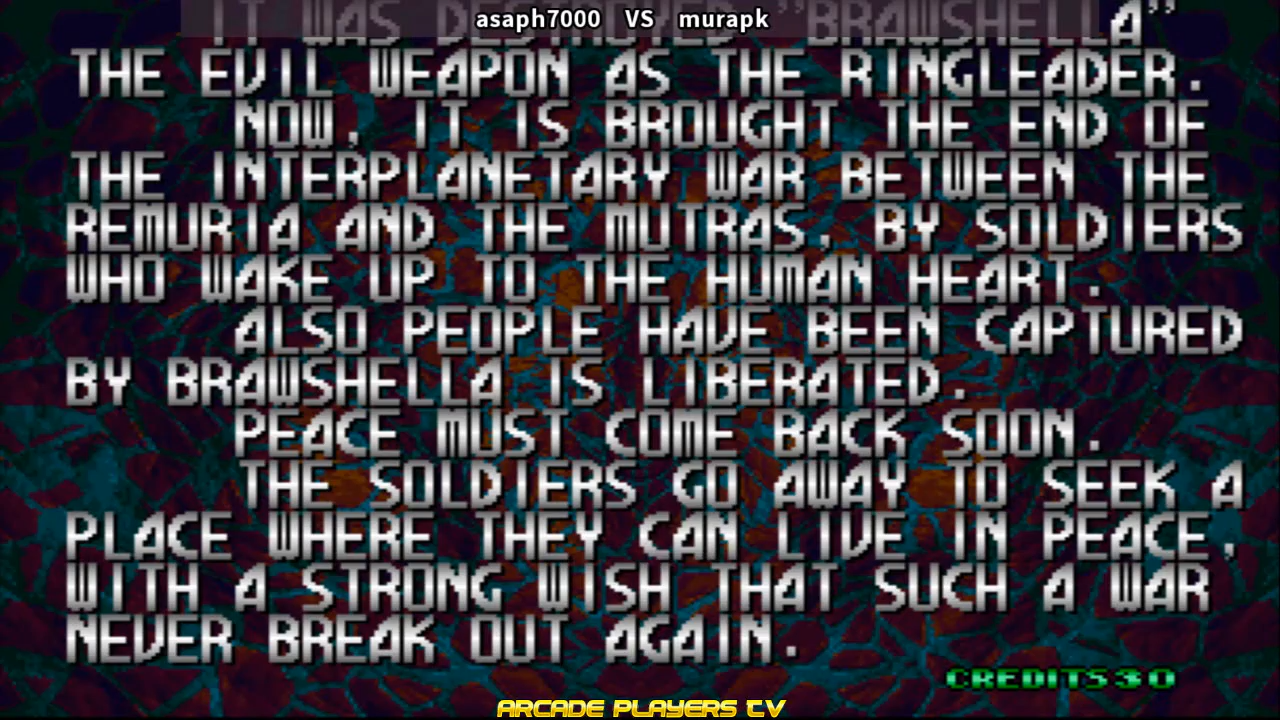 asaph7000 VS murapk
IT WAS DESTROYED "BRAWSHELLA"
THE EVIL WEAPON AS THE RINGLEADER.
NOW, IT IS BROUGHT THE END OF
THE INTERPLANETARY WAR BETWEEN THE
REMURIA AND THE MUTRAS, BY SOLDIERS
WHO WAKE UP TO THE HUMAN HEART.
ALSO PEOPLE HAVE BEEN CAPTURED
BY BRAWSHELLA IS LIBERATED.
PEACE MUST COME BACK SOON.
THE SOLDIERS GO AWAY TO SEEK A
PLACE WHERE THEY CAN LIVE IN PEACE,
WITH A STRONG WISH THAT SUCH A WAR
NEVER BREAK OUT AGAIN.
CREDITS 30
ARCADE PLAYERS TV